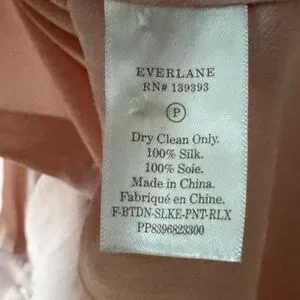 EVERLANE
RN# 139393
P
Dry Clean Only.
100% Silk.
100% Soie.
Made in China.
Fabriqué en Chine.
F-BTDN-SLKE-PNT-RLX
PP8396823300